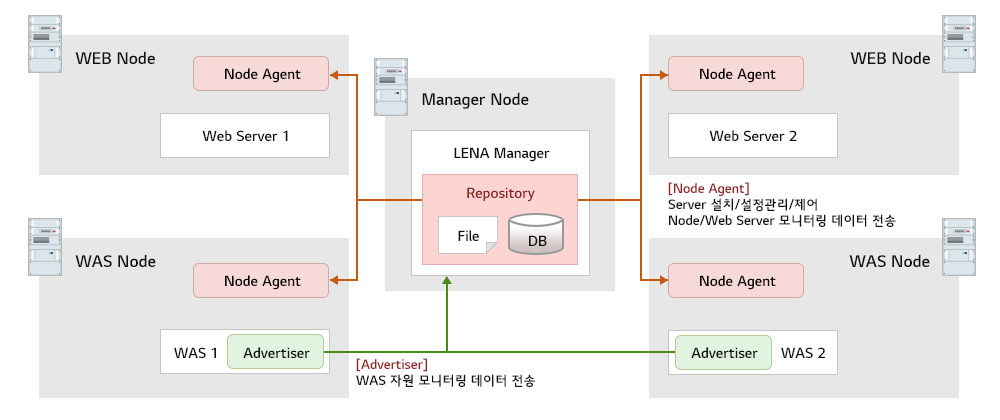 WEB Node
Node Agent
Web Server 1
Manager Node
LENA Manager
Repository
File
DB
WEB Node
Node Agent
Web Server 2
[Node Agent]
Server 설치/설정관리/제어
Node/Web Server 모니터링 데이터 전송
WAS Node
Node Agent
WAS 1
Advertiser
[Advertiser]
WAS 자원 모니터링 데이터 전송
WAS Node
Node Agent
Advertiser
WAS 2